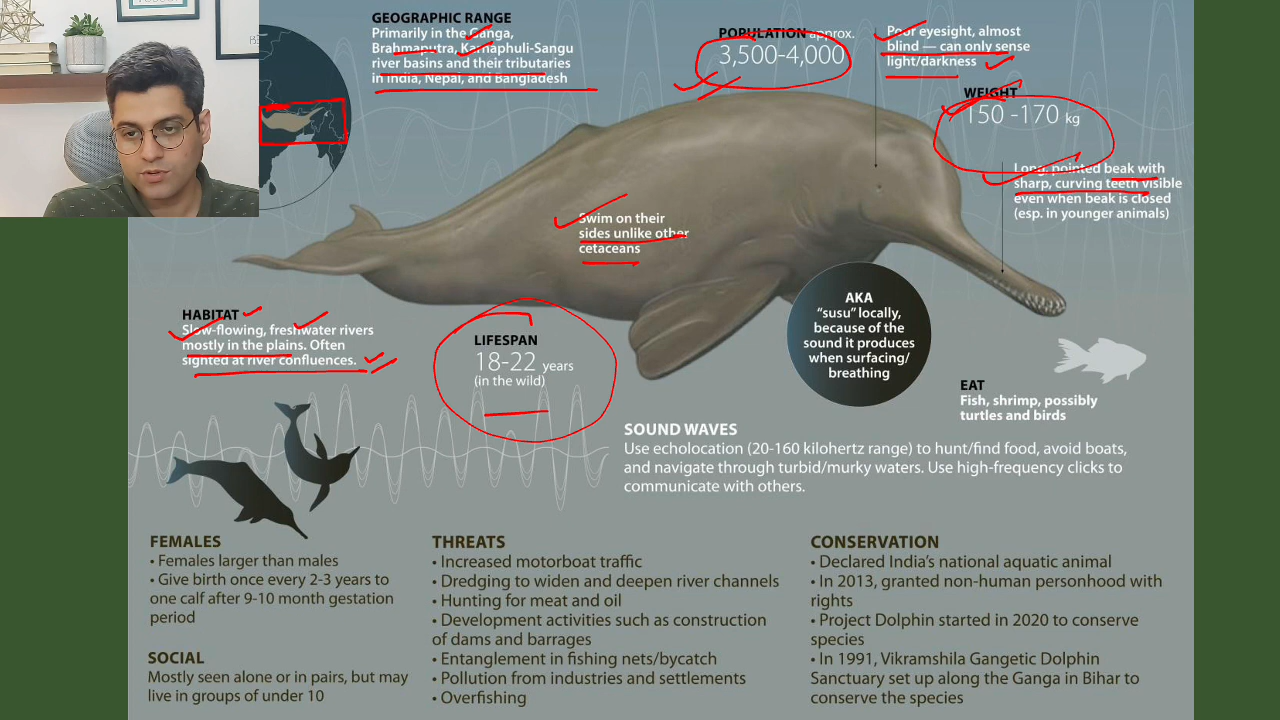 GEOGRAPHIC RANGE
Primarily in the Ganga,
Brahmaputra, Karnaphuli-Sangu
river basins and their tributaries
in India, Nepal, and Bangladesh
POPULATION approx.
3,500-4,000
Poor eyesight, almost
blind — can only sense
light/darkness
WEIGHT
150 -170 kg
Long, pointed beak with
sharp, curving teeth visible
even when beak is closed
(esp. in younger animals)
Swim on their
sides unlike other
cetaceans
HABITAT
Slow-flowing, freshwater rivers
mostly in the plains. Often
sighted at river confluences.
LIFESPAN
18-22 years
(in the wild)
AKA
“susu” locally,
because of the
sound it produces
when surfacing/
breathing
EAT
Fish, shrimp, possibly
turtles and birds
SOUND WAVES
Use echolocation (20-160 kilohertz range) to hunt/find food, avoid boats,
and navigate through turbid/murky waters. Use high-frequency clicks to
communicate with others.
FEMALES
• Females larger than males
• Give birth once every 2-3 years to
one calf after 9-10 month gestation
period
SOCIAL
Mostly seen alone or in pairs, but may
live in groups of under 10
THREATS
• Increased motorboat traffic
• Dredging to widen and deepen river channels
• Hunting for meat and oil
• Development activities such as construction
of dams and barrages
• Entanglement in fishing nets/bycatch
• Pollution from industries and settlements
• Overfishing
CONSERVATION
• Declared India’s national aquatic animal
• In 2013, granted non-human personhood with
rights
• Project Dolphin started in 2020 to conserve
species
• In 1991, Vikramshila Gangetic Dolphin
Sanctuary set up along the Ganga in Bihar to
conserve the species